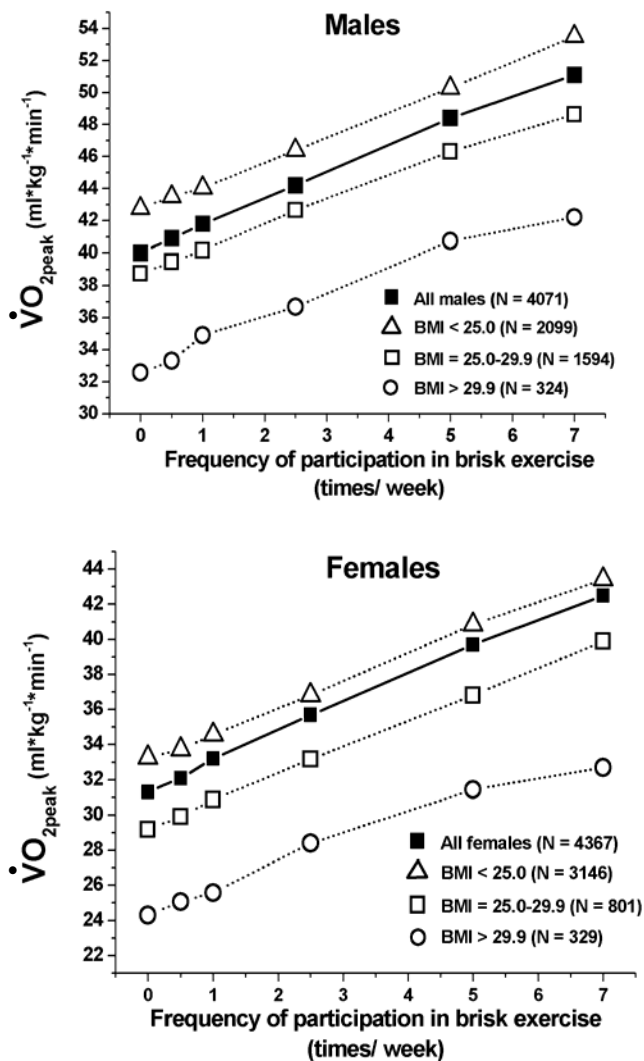 Males
54
52
50
48
46
44
42
40
38
36
34
32
30
V̇O2peak (ml*kg-1*min-1)
All males (N = 4071)
BMI < 25.0 (N = 2099)
BMI = 25.0-29.9 (N = 1594)
BMI > 29.9 (N = 324)
0 1 2 3 4 5 6 7
Frequency of participation in brisk exercise
(times/ week)
Females
44
42
40
38
36
34
32
30
28
26
24
22
V̇O2peak (ml*kg-1*min-1)
All females (N = 4367)
BMI < 25.0 (N = 3146)
BMI = 25.0-29.9 (N = 801)
BMI > 29.9 (N = 329)
0 1 2 3 4 5 6 7
Frequency of participation in brisk exercise
(times/ week)